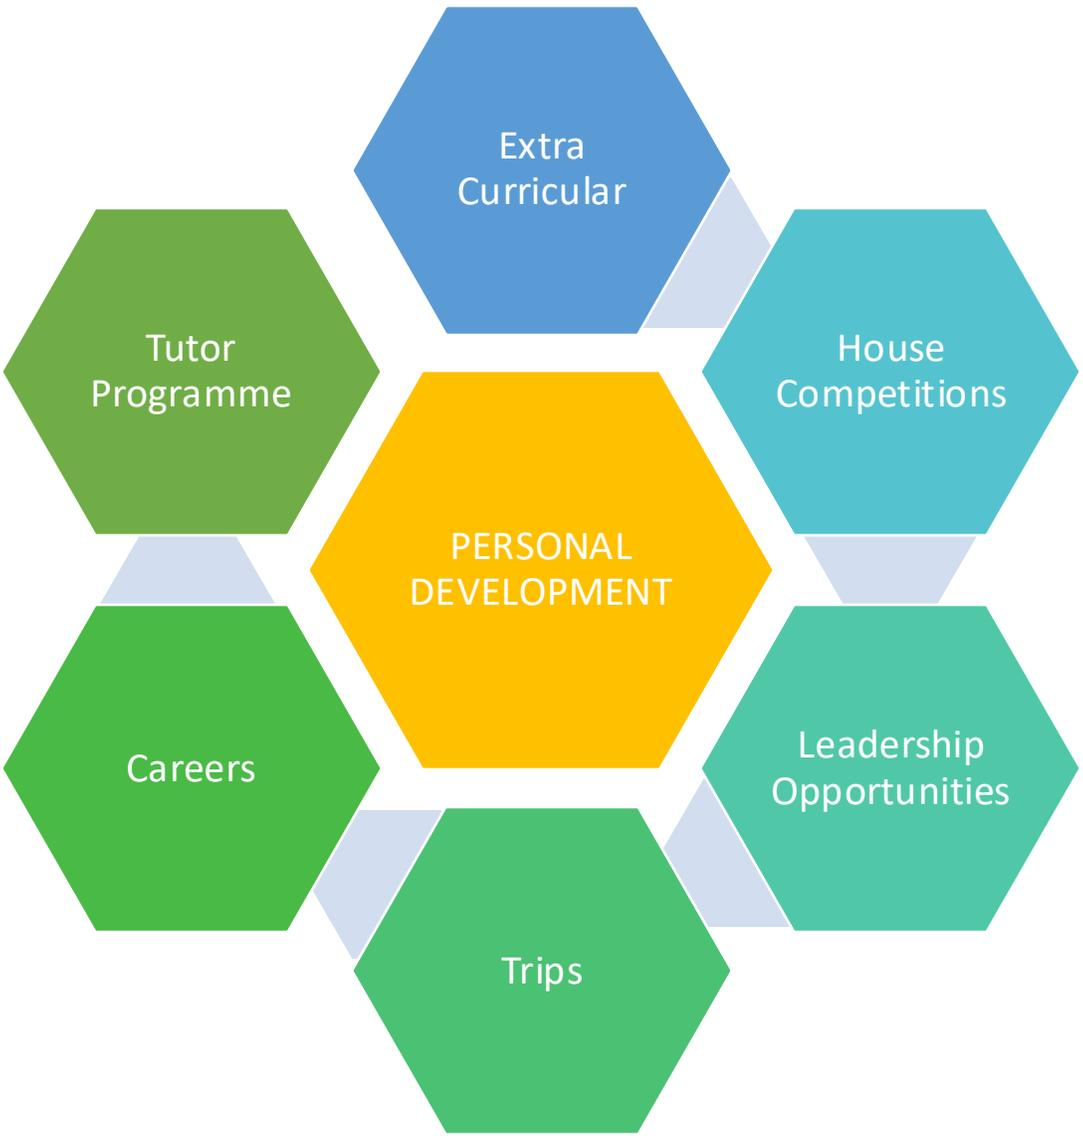 Extra
Curricular
House
Competitions
Leadership
Opportunities
Trips
Careers
Tutor
Programme
PERSONAL
DEVELOPMENT